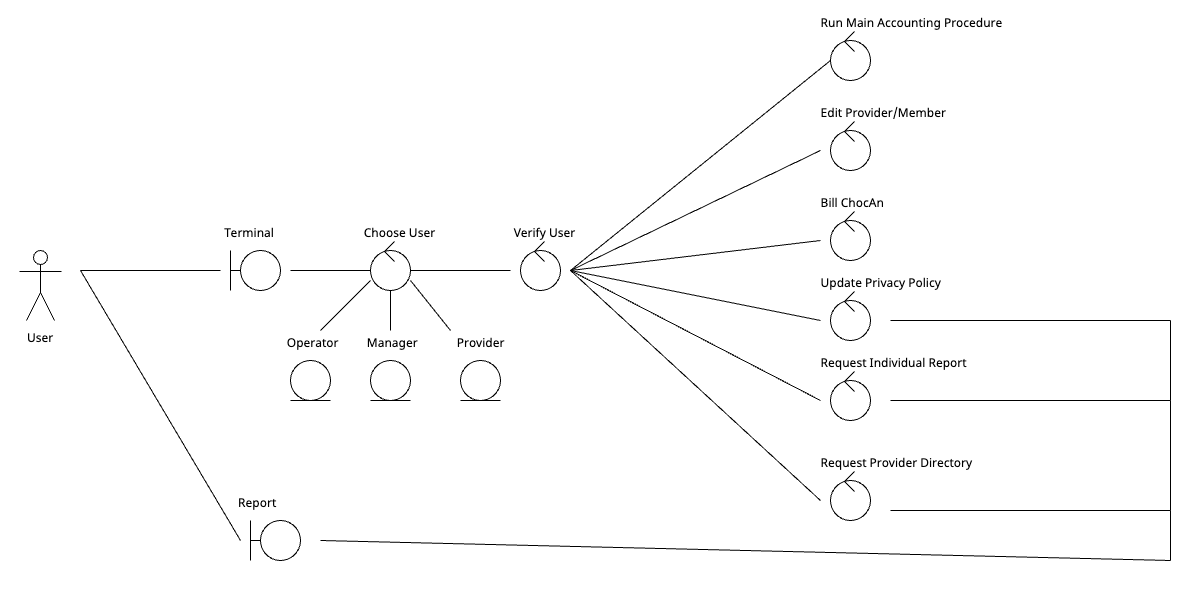 Run Main Accounting Procedure
Edit Provider/Member
Bill ChocAn
Terminal
Choose User
Verify User
Update Privacy Policy
User
Operator
Manager
Provider
Request Individual Report
Request Provider Directory
Report